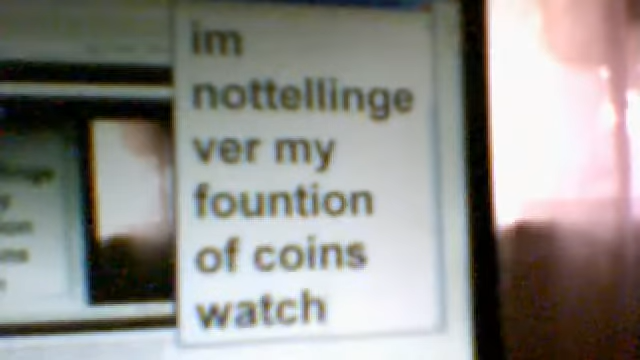 im
nottellinge
ver my
fountion
of coins
watch